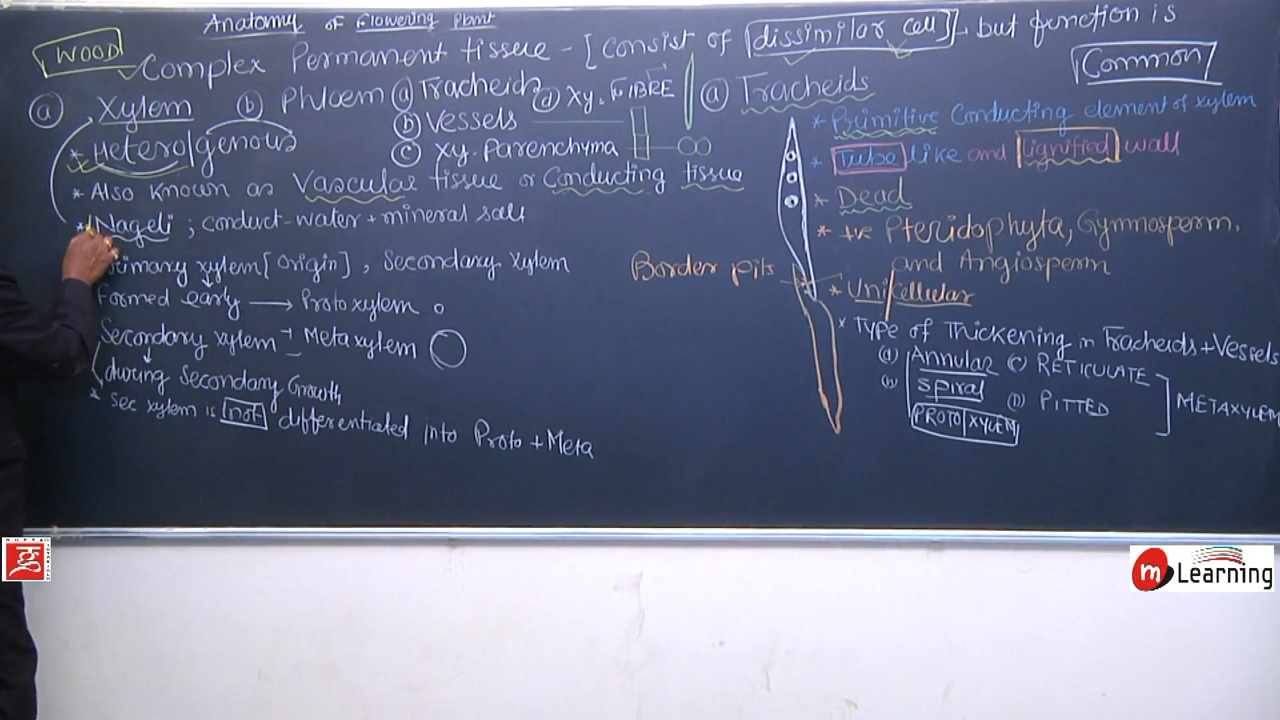 Anatomy of Flowering Plant
WOOD
Complex Permanent tissue - [Consist of dissimilar cell], but function is Common
(a) Xylem (b) Phloem
* Hetero|genous
(a) Tracheids (d) Xy. FIBRE
(b) Vessels
(c) Xy. Parenchyma
* Also Known as Vascular tissue or Conducting tissue
* Nageli ; conduct-water + mineral salt
Primary xylem [Origin], Secondary Xylem
Formed early → Protoxylem
Secondary xylem + Metaxylem
during Secondary Growth
* Sec xylem is not differentiated into Proto + Meta
(a) Tracheids
* Primitive Conducting element of xylem
* Tube like and lignified wall
* Dead
* +ve Pteridophyta, Gymnosperm,
and Angiosperm
Border pits
* Unicellular
* Type of Thickening in Tracheids + Vessels
(a) Annular (c) RETICULATE
(b) Spiral (D) PITTED
PROTOXYLEM
METAXYLEM
m Learning